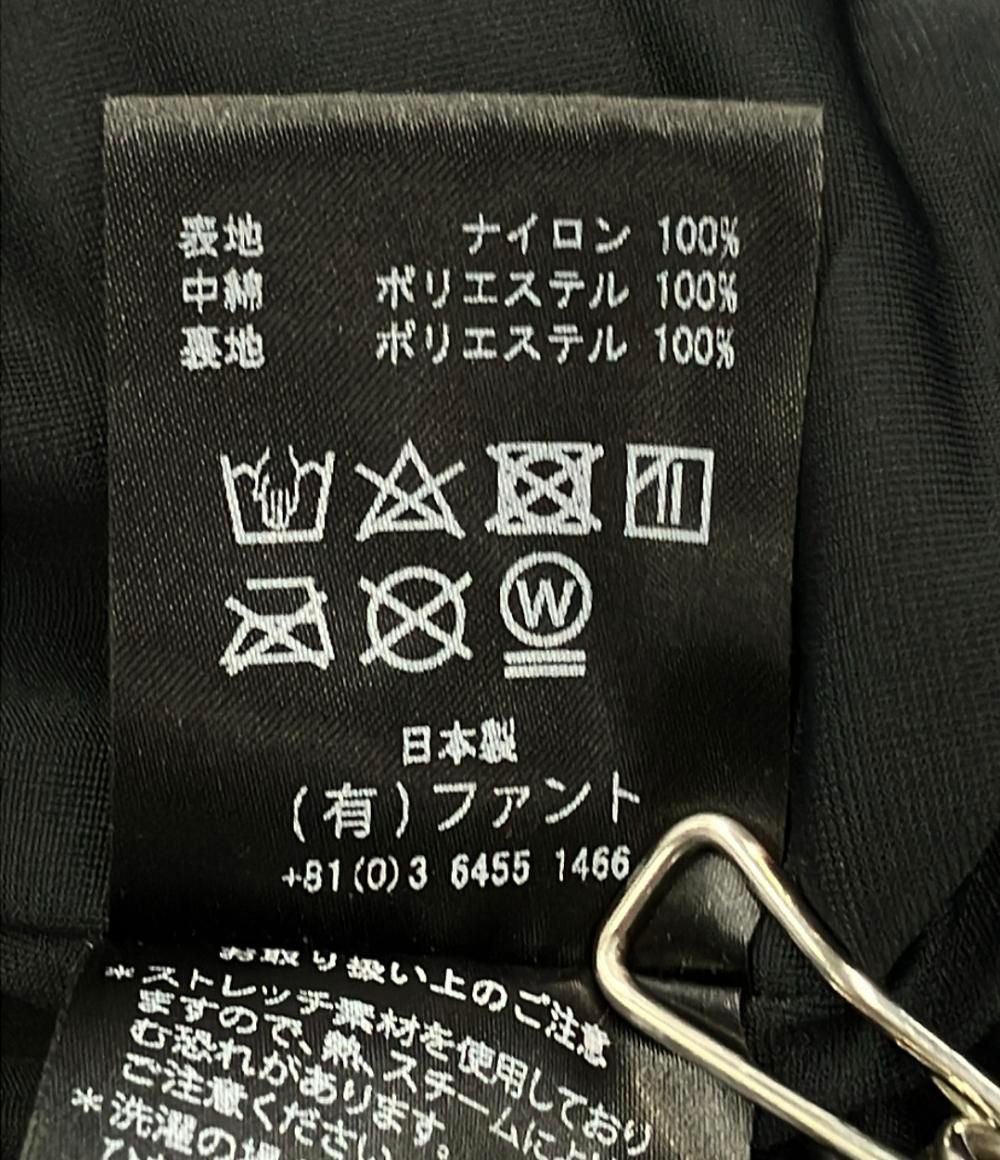 表地 ナイロン 100%
中綿 ポリエステル 100%
裏地 ポリエステル 100%
W
日本製
(有)ファント
+81(0)3 6455 1466
お取り扱い上のご注意
*ストレッチ素材を使用しており
ますので、熱、スチームによ
む恐れがあります。
ご注意ください
*洗濯の